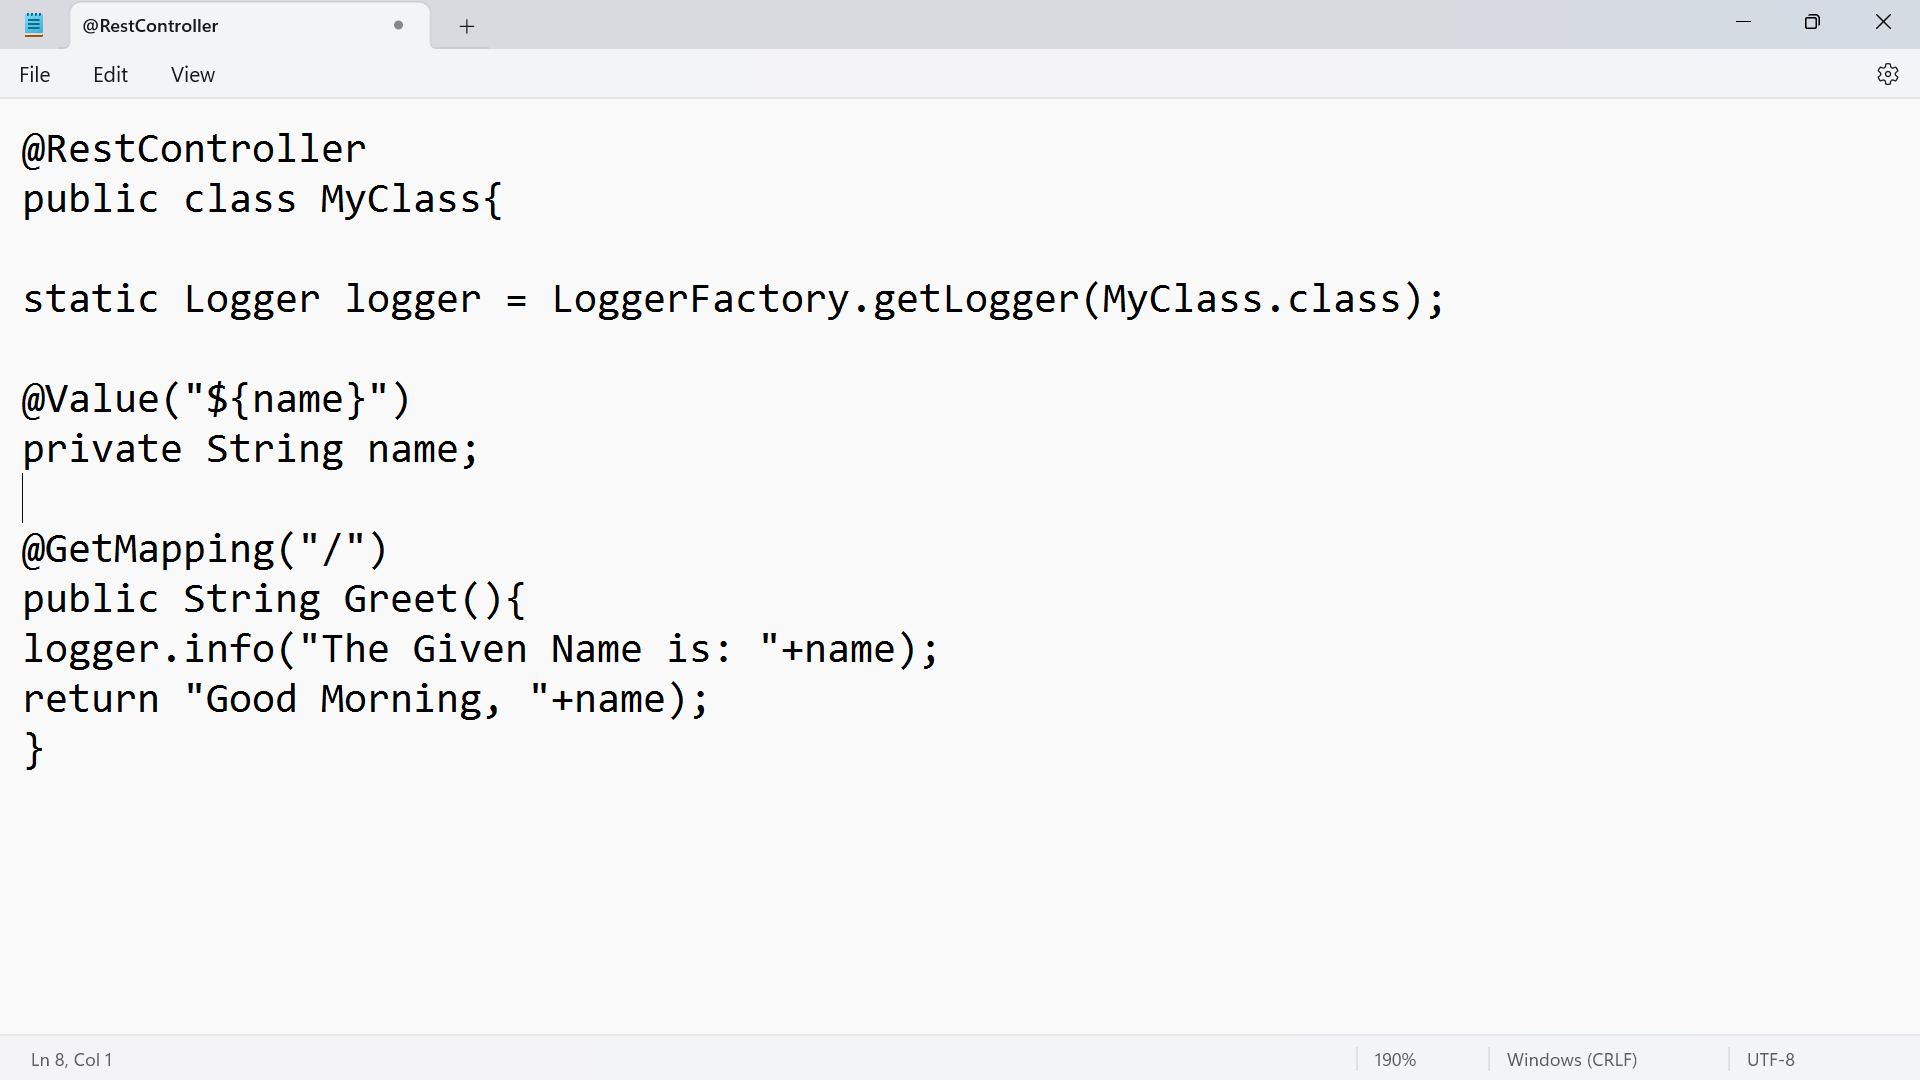 @RestController
File Edit View
@RestController
public class MyClass{
static Logger logger = LoggerFactory.getLogger(MyClass.class);
@Value("${name}")
private String name;
@GetMapping("/")
public String Greet(){
logger.info("The Given Name is: "+name);
return "Good Morning, "+name);
}
Ln 8, Col 1 190% Windows (CRLF) UTF-8